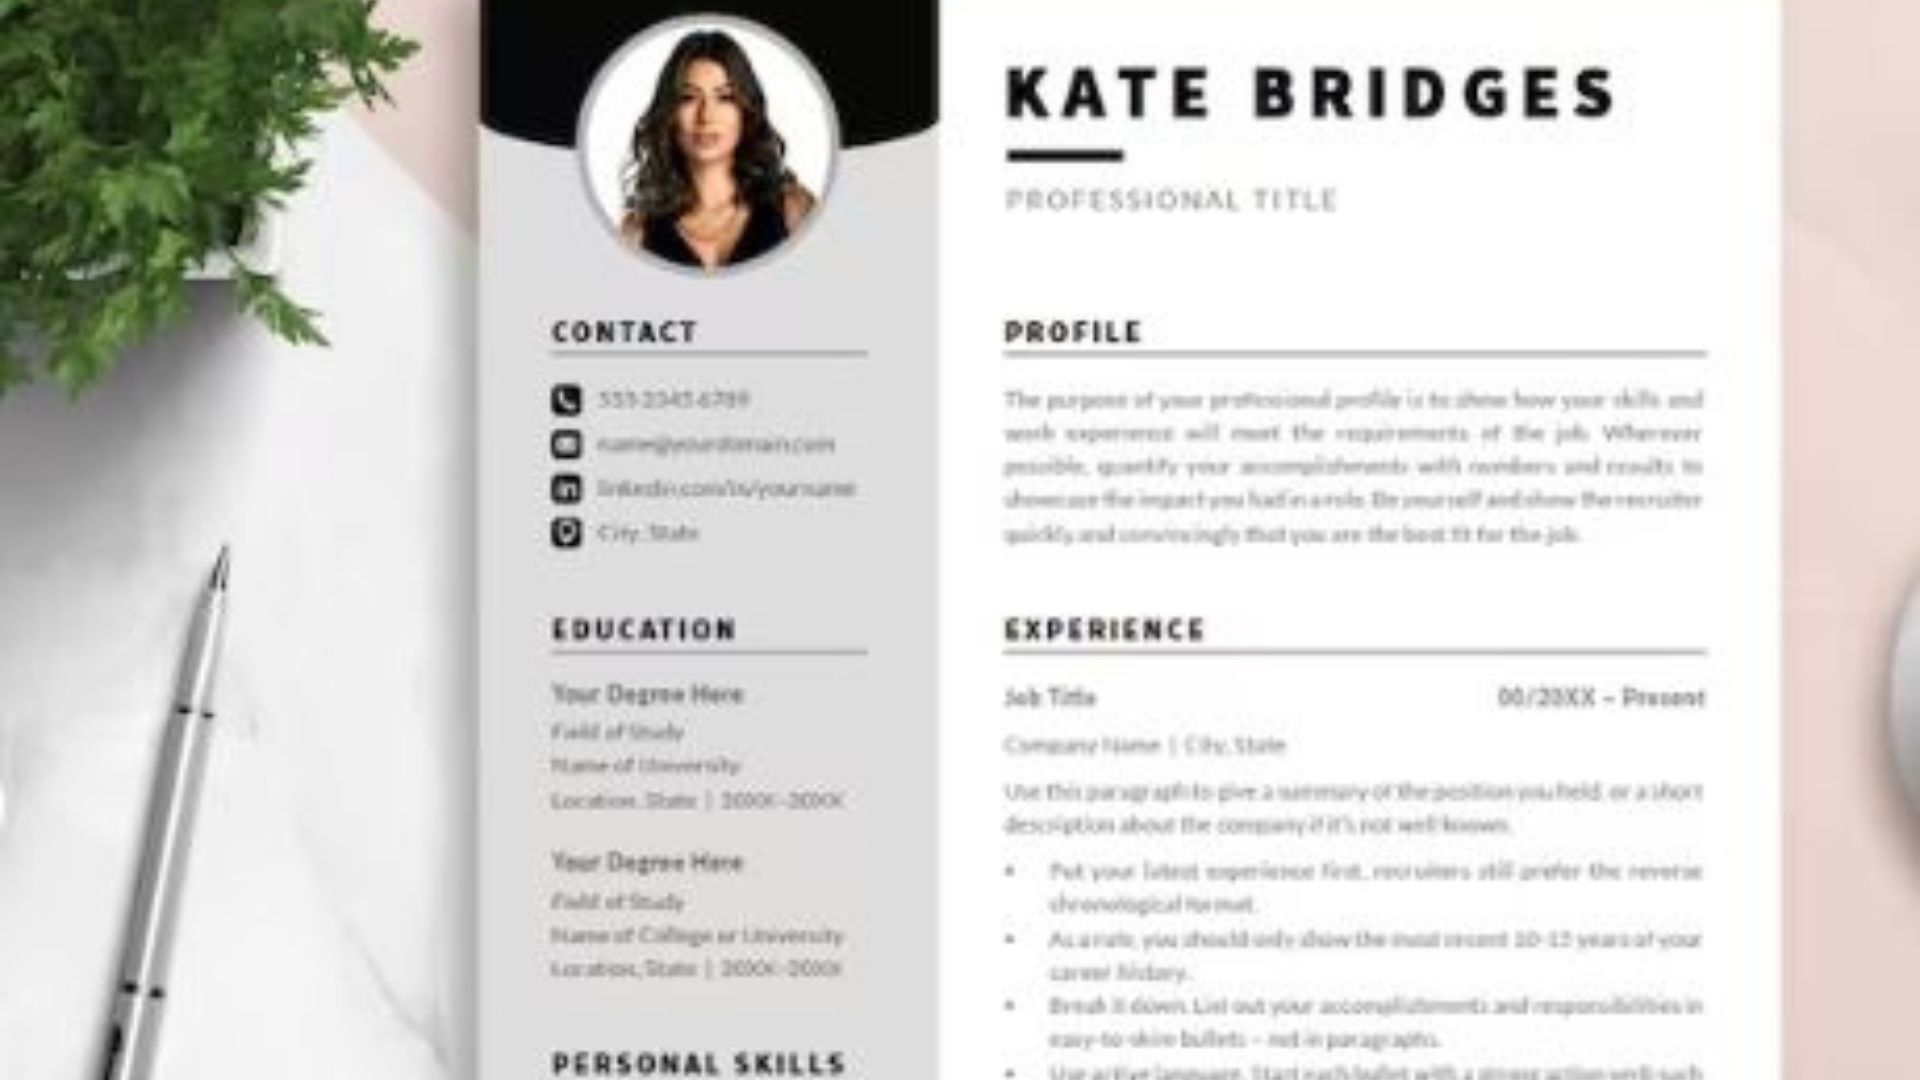 KATE BRIDGES
PROFESSIONAL TITLE
CONTACT
name@yourdomain.com
linkedin.com/in/yourname
City, State
EDUCATION
Your Degree Here
Field of Study
Name of University
Location, State | 20XX-20XX
Your Degree Here
Field of Study
Name of College or University
Location, State | 20XX-20XX
PERSONAL SKILLS
PROFILE
The purpose of your professional profile is to show how your skills and
work experience will meet the requirements of the job. Wherever
possible, quantify your accomplishments with numbers and results to
showcase the impact you had in a role. Be yourself and show the recruiter
quickly and convincingly that you are the best fit for the job.
EXPERIENCE
Job Title
00/20XX – Present
Company Name | City, State
Use this paragraph to give a summary of the position you held, or a short
description about the company if it's not well known.
• Put your latest experience first, recruiters still prefer the reverse
chronological format.
• As a rule, you should only show the most recent 10-15 years of your
career history.
• Break it down. List out your accomplishments and responsibilities in
easy-to-skim bullets – not in paragraphs.
• Use active language. Start each bullet with a strong action verb such